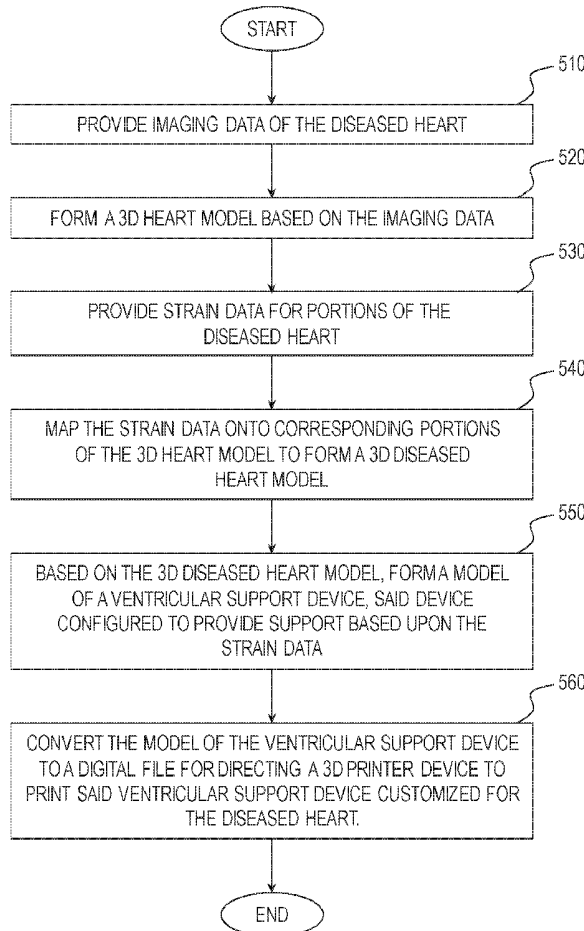 START
510
PROVIDE IMAGING DATA OF THE DISEASED HEART
520
FORM A 3D HEART MODEL BASED ON THE IMAGING DATA
530
PROVIDE STRAIN DATA FOR PORTIONS OF THE
DISEASED HEART
540
MAP THE STRAIN DATA ONTO CORRESPONDING PORTIONS
OF THE 3D HEART MODEL TO FORM A 3D DISEASED
HEART MODEL
550
BASED ON THE 3D DISEASED HEART MODEL, FORM A MODEL
OF A VENTRICULAR SUPPORT DEVICE, SAID DEVICE
CONFIGURED TO PROVIDE SUPPORT BASED UPON THE
STRAIN DATA
560
CONVERT THE MODEL OF THE VENTRICULAR SUPPORT DEVICE
TO A DIGITAL FILE FOR DIRECTING A 3D PRINTER DEVICE TO
PRINT SAID VENTRICULAR SUPPORT DEVICE CUSTOMIZED FOR
THE DISEASED HEART.
END